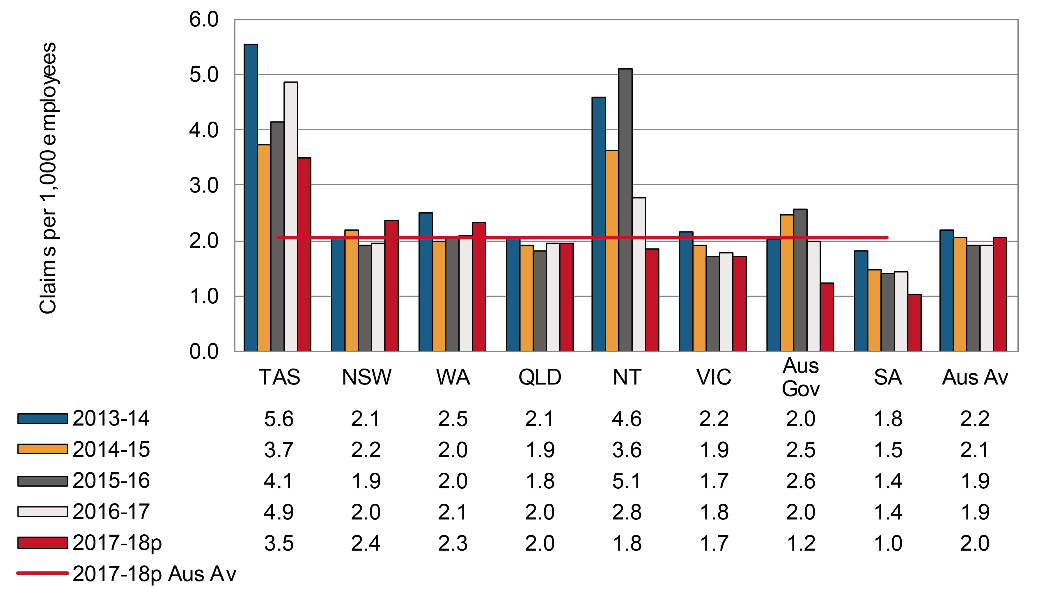 Claims per 1,000 employees
6.0
5.0
4.0
3.0
2.0
1.0
0.0
TAS NSW WA QLD NT VIC Aus Gov SA Aus Av
2013-14 5.6 2.1 2.5 2.1 4.6 2.2 2.0 1.8 2.2
2014-15 3.7 2.2 2.0 1.9 3.6 1.9 2.5 1.5 2.1
2015-16 4.1 1.9 2.0 1.8 5.1 1.7 2.6 1.4 1.9
2016-17 4.9 2.0 2.1 2.0 2.8 1.8 2.0 1.4 1.9
2017-18p 3.5 2.4 2.3 2.0 1.8 1.7 1.2 1.0 2.0
2017-18p Aus Av